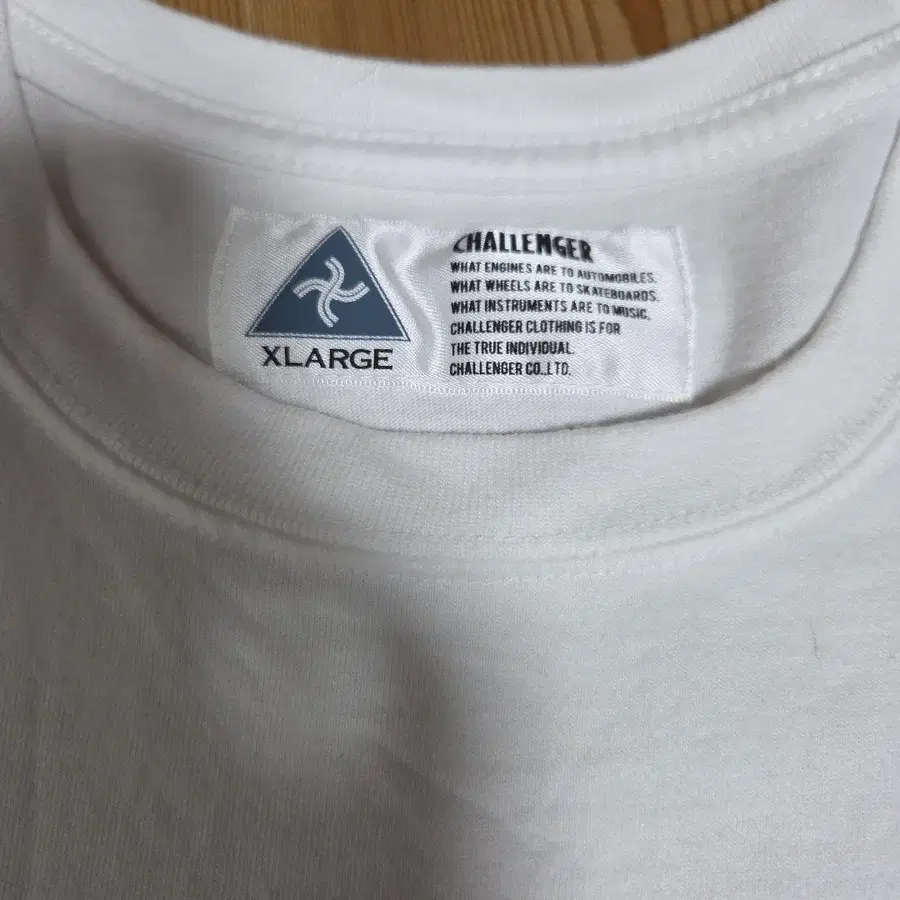 XLARGE
CHALLENGER
WHAT ENGINES ARE TO AUTOMOBILES.
WHAT WHEELS ARE TO SKATEBOARDS.
WHAT INSTRUMENTS ARE TO MUSIC,
CHALLENGER CLOTHING IS FOR
THE TRUE INDIVIDUAL.
CHALLENGER CO.,LTD.